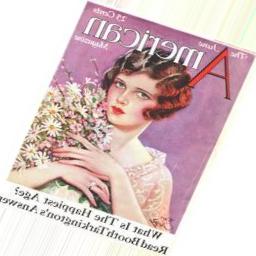 The
June
25 Cents
American
Magazine
What Is The Happiest Age?
Read Booth Tarkington's Answer